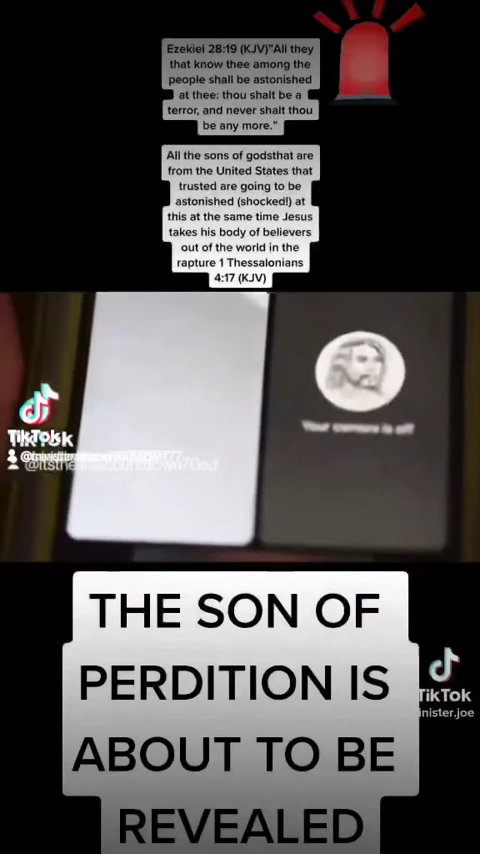 Ezekiel 28:19 (KJV)"All they
that know thee among the
people shall be astonished
at thee: thou shalt be a
terror, and never shalt thou
be any more."
All the sons of godsthat are
from the United States that
trusted are going to be
astonished (shocked!) at
this at the same time Jesus
takes his body of believers
out of the world in the
rapture 1 Thessalonians
4:17 (KJV)
Your camera is off
TikTok
THE SON OF
PERDITION IS
ABOUT TO BE
REVEALED
TikTok
inister.joe